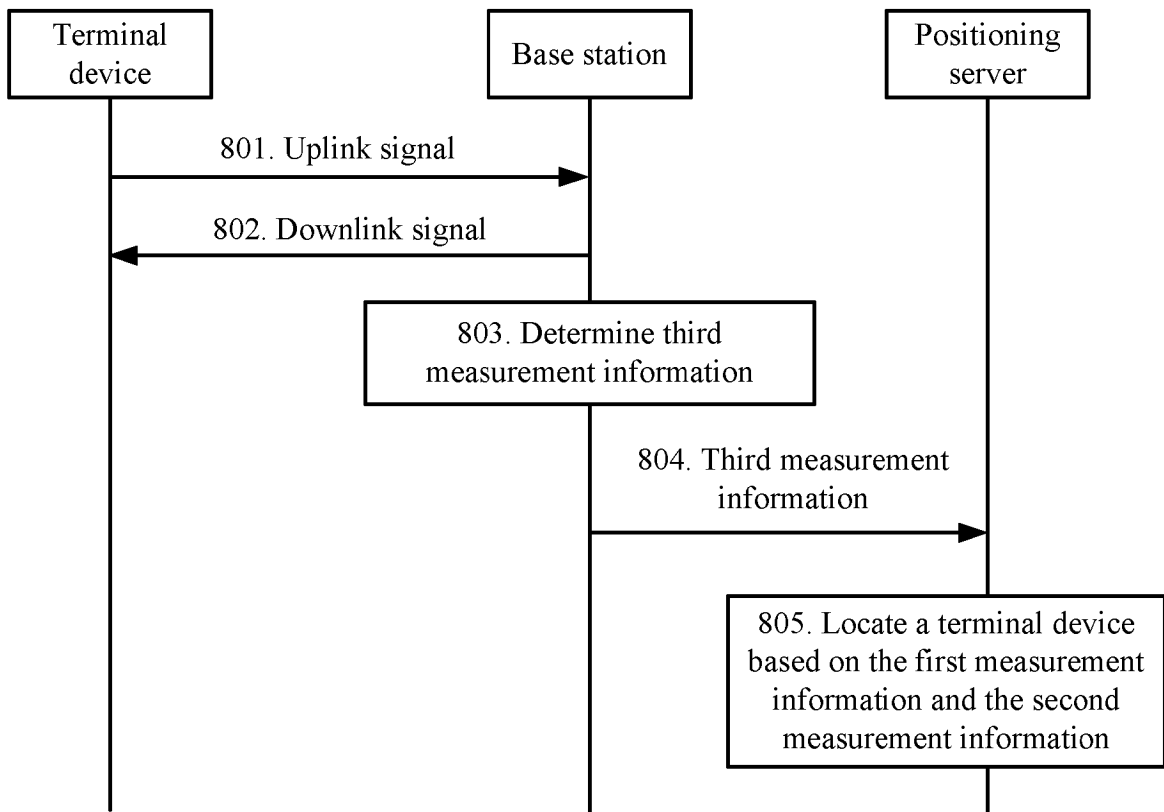 Terminal
device
Base station
Positioning
server
801. Uplink signal
802. Downlink signal
803. Determine third
measurement information
804. Third measurement
information
805. Locate a terminal device
based on the first measurement
information and the second
measurement information